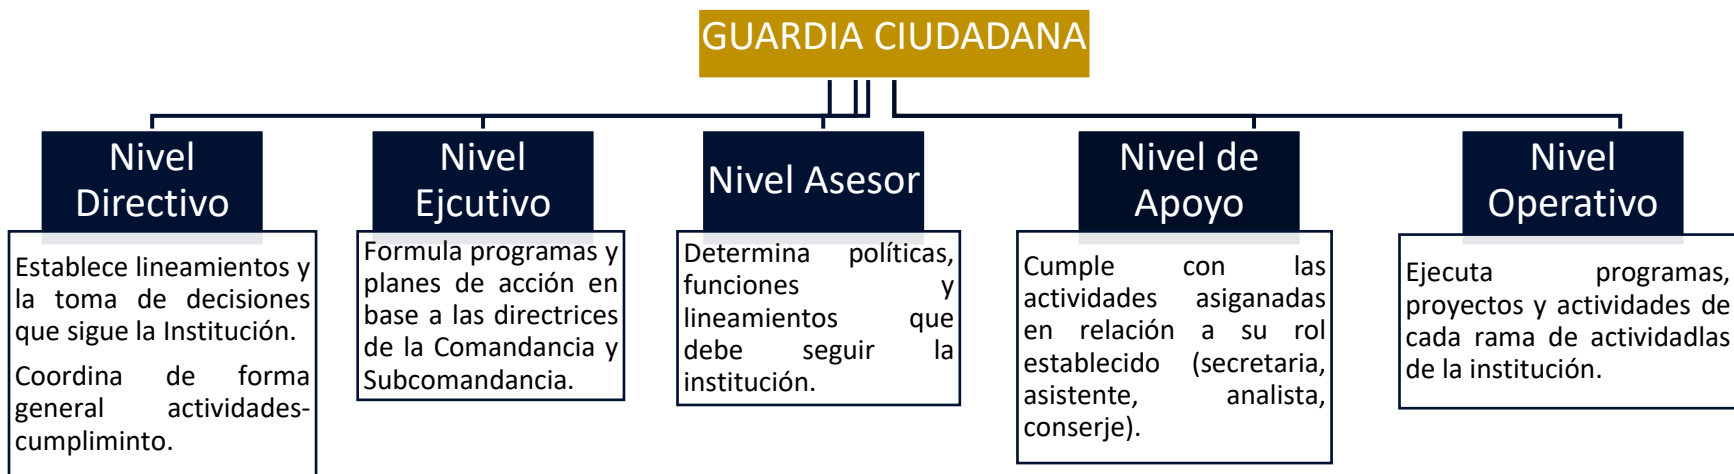 GUARDIA CIUDADANA
Nivel
Directivo
Establece lineamientos y
la toma de decisiones
que sigue la Institución.
Coordina de forma
general actividades-
cumpliminto.
Nivel
Ejcutivo
Formula programas y
planes de acción en
base a las directrices
de la Comandancia y
Subcomandancia.
Nivel Asesor
Determina políticas,
funciones y
lineamientos que
debe seguir la
institución.
Nivel de
Apoyo
Cumple con las
actividades asiganadas
en relación a su rol
establecido (secretaria,
asistente, analista,
conserje).
Nivel
Operativo
Ejecuta programas,
proyectos y actividades de
cada rama de actividadlas
de la institución.